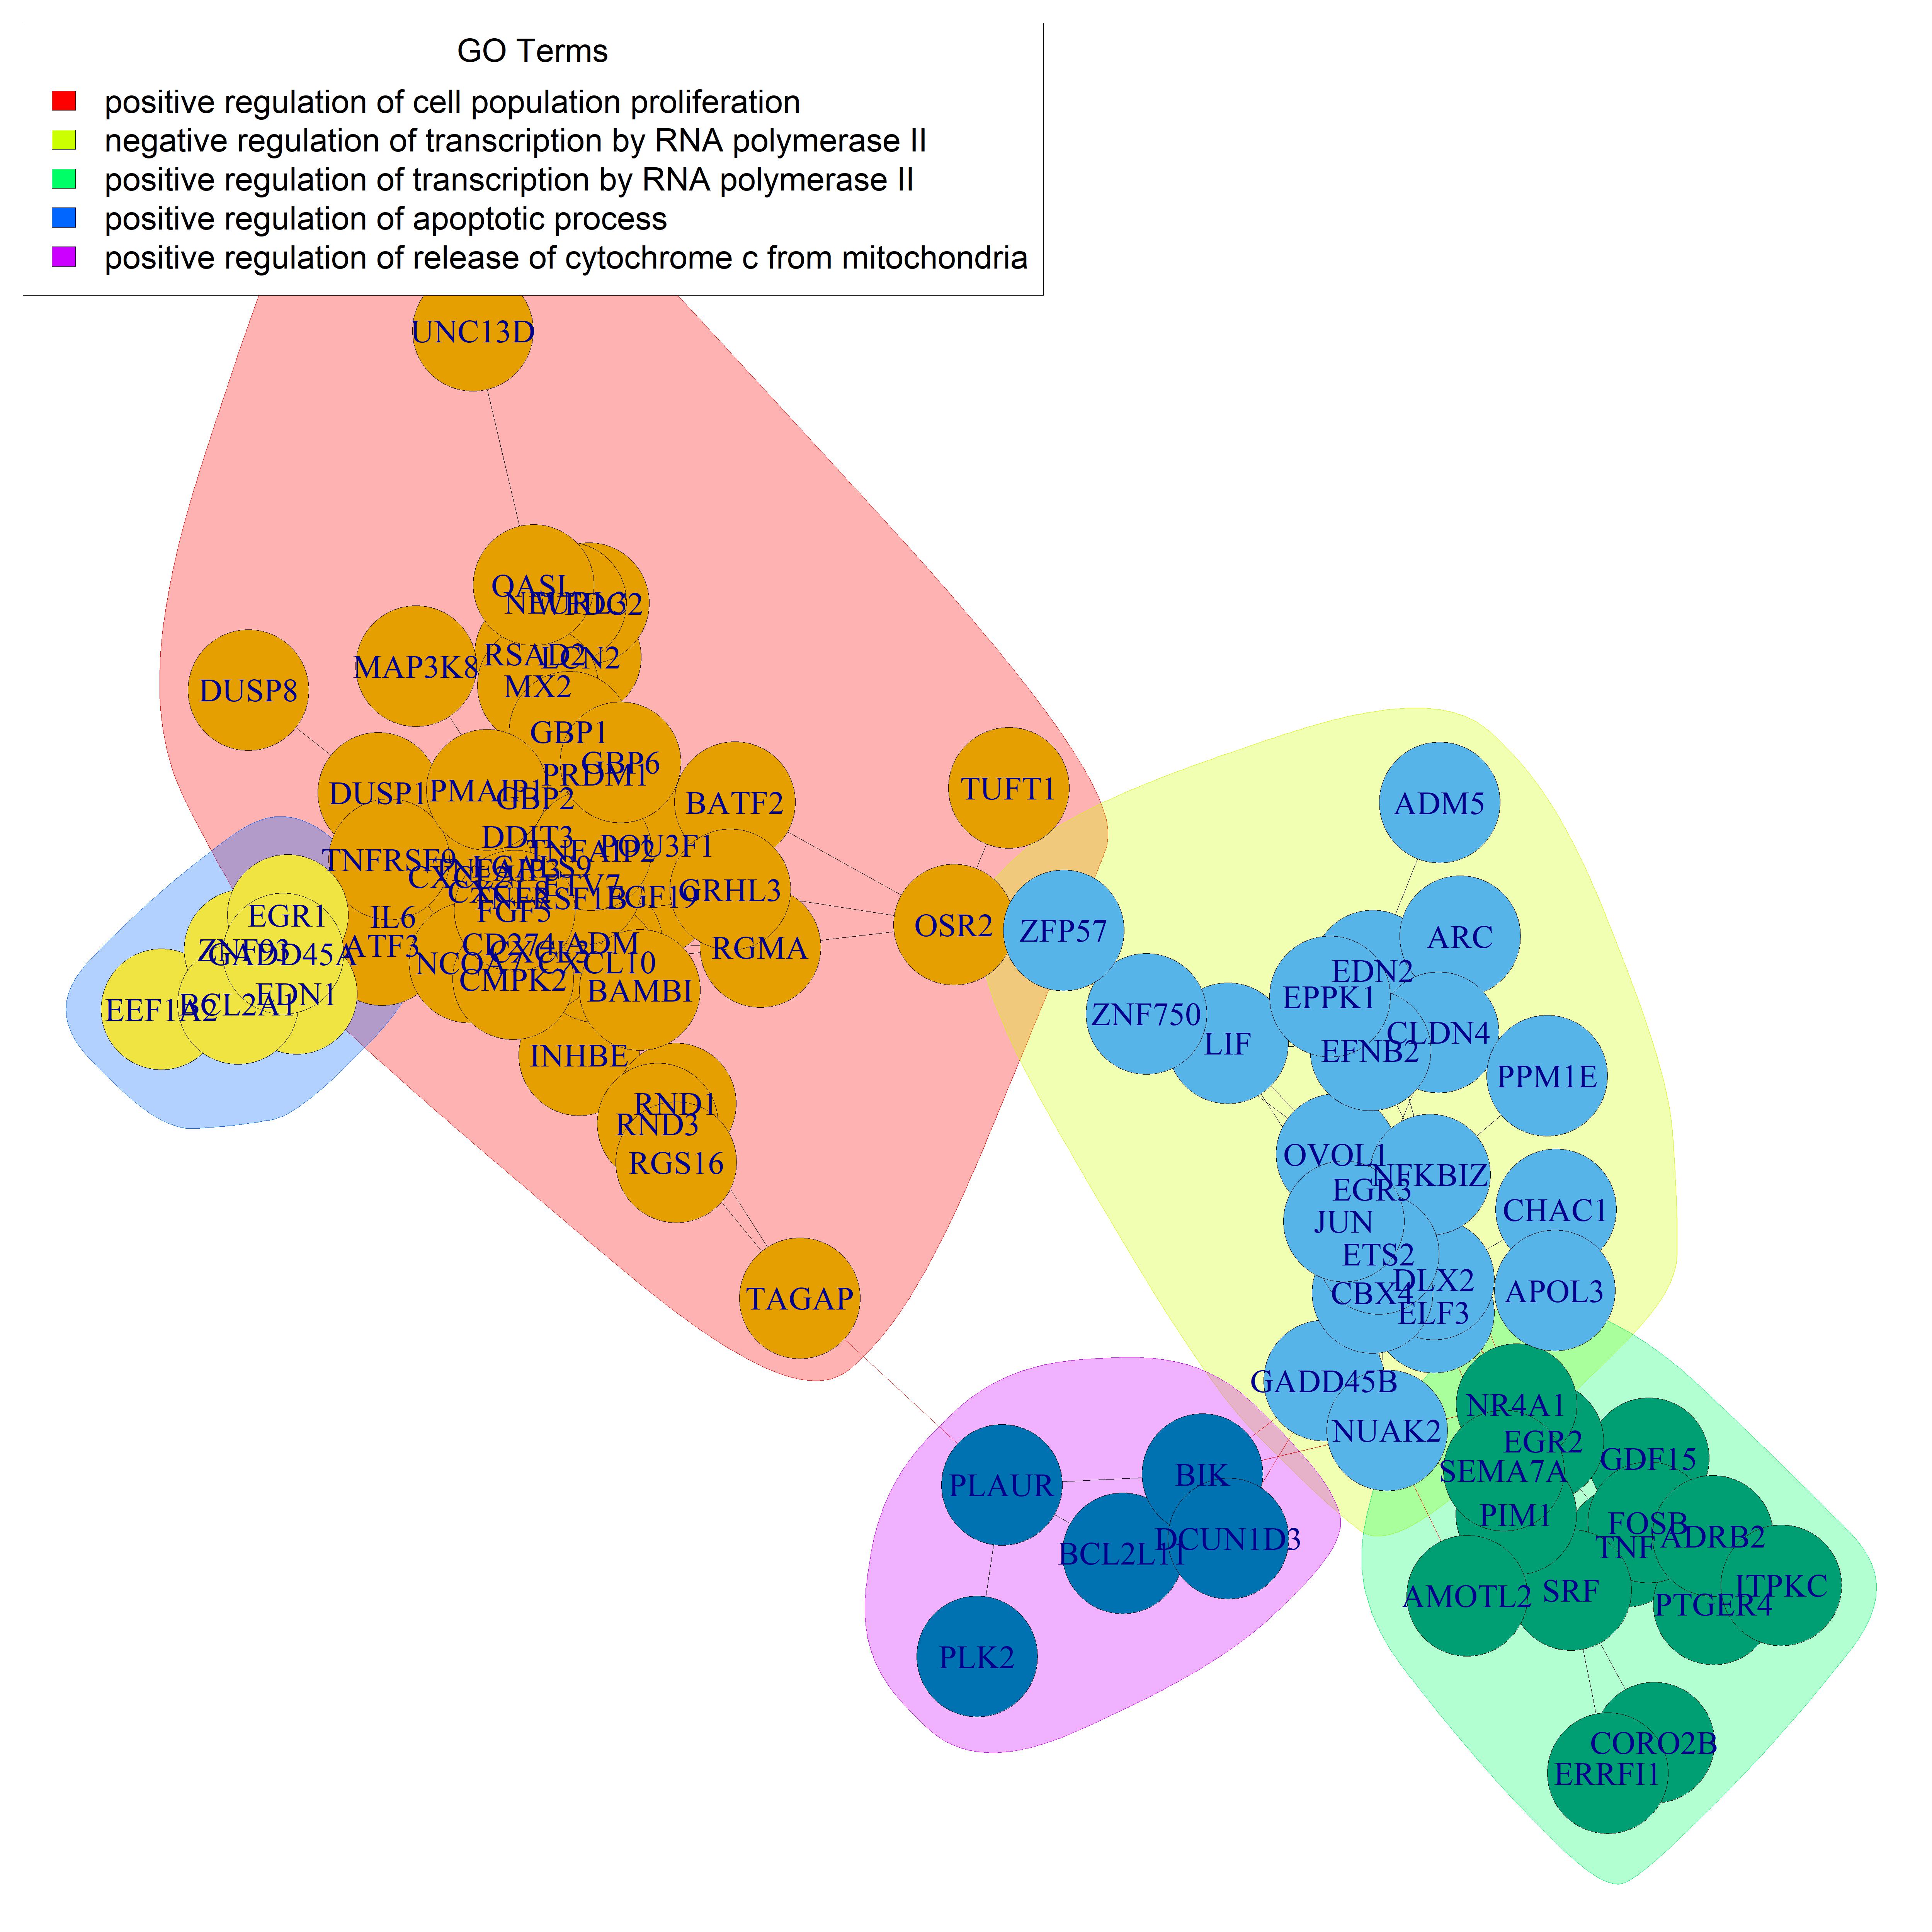 GO Terms
positive regulation of cell population proliferation
negative regulation of transcription by RNA polymerase II
positive regulation of transcription by RNA polymerase II
positive regulation of apoptotic process
positive regulation of release of cytochrome c from mitochondria
UNC13D
OASL
WFDC2
RSAD2
LCN2
MAP3K8
MX2
DUSP8
GBP1
GBP6
PRDM1
DUSP1
PMAIP1
GBP2
BATF2
TUFT1
ADM5
DDIT3
POU3F1
TNFAIP2
TNFRSF9
LGALS9
ETV7
GRHL3
FGF19
TNFRSF1B
FGF5
IL6
EGR1
OSR2
ZFP57
ARC
ATF3
CD274
ADM
RGMA
ZNF93
GADD45A
NCOA7
CXCL10
EDN2
CMPK2
BAMBI
EPPK1
EDN1
EEF1A2
BCL2A1
ZNF750
CLDN4
LIF
EFNB2
INHBE
PPM1E
RND1
RND3
OVOL1
RGS16
NFKBIZ
EGR3
CHAC1
JUN
ETS2
DLX2
TAGAP
CBX4
APOL3
ELF3
GADD45B
NR4A1
NUAK2
EGR2
GDF15
SEMA7A
PLAUR
BIK
PIM1
FOSB
ADRB2
DCUN1D3
TNF
BCL2L11
ITPKC
AMOTL2
SRF
PTGER4
PLK2
CORO2B
ERRFI1